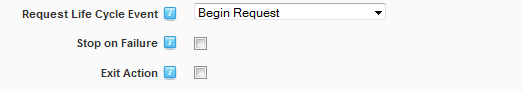 Request Life Cycle Event Begin Request
Stop on Failure
Exit Action